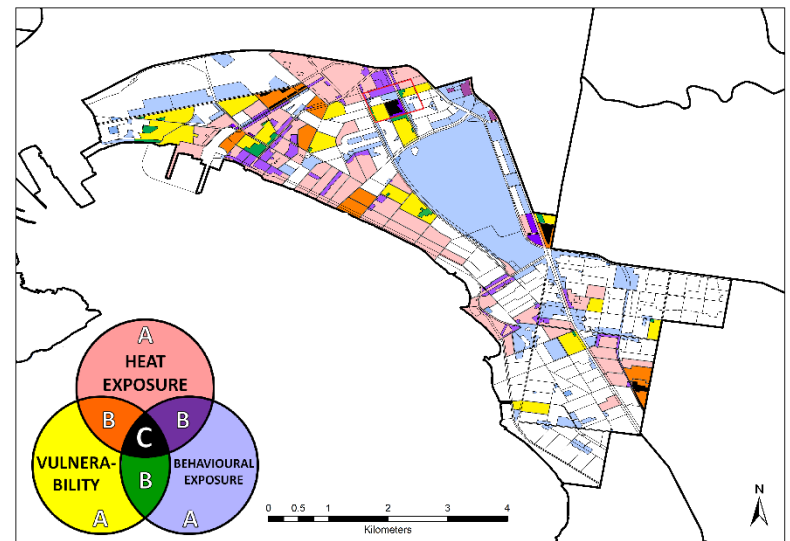 A
HEAT
EXPOSURE
B
B
C
VULNERA-
BILITY
BEHAVIOURAL
EXPOSURE
B
A
A
0 0.5 1 2 3 4
Kilometers
N